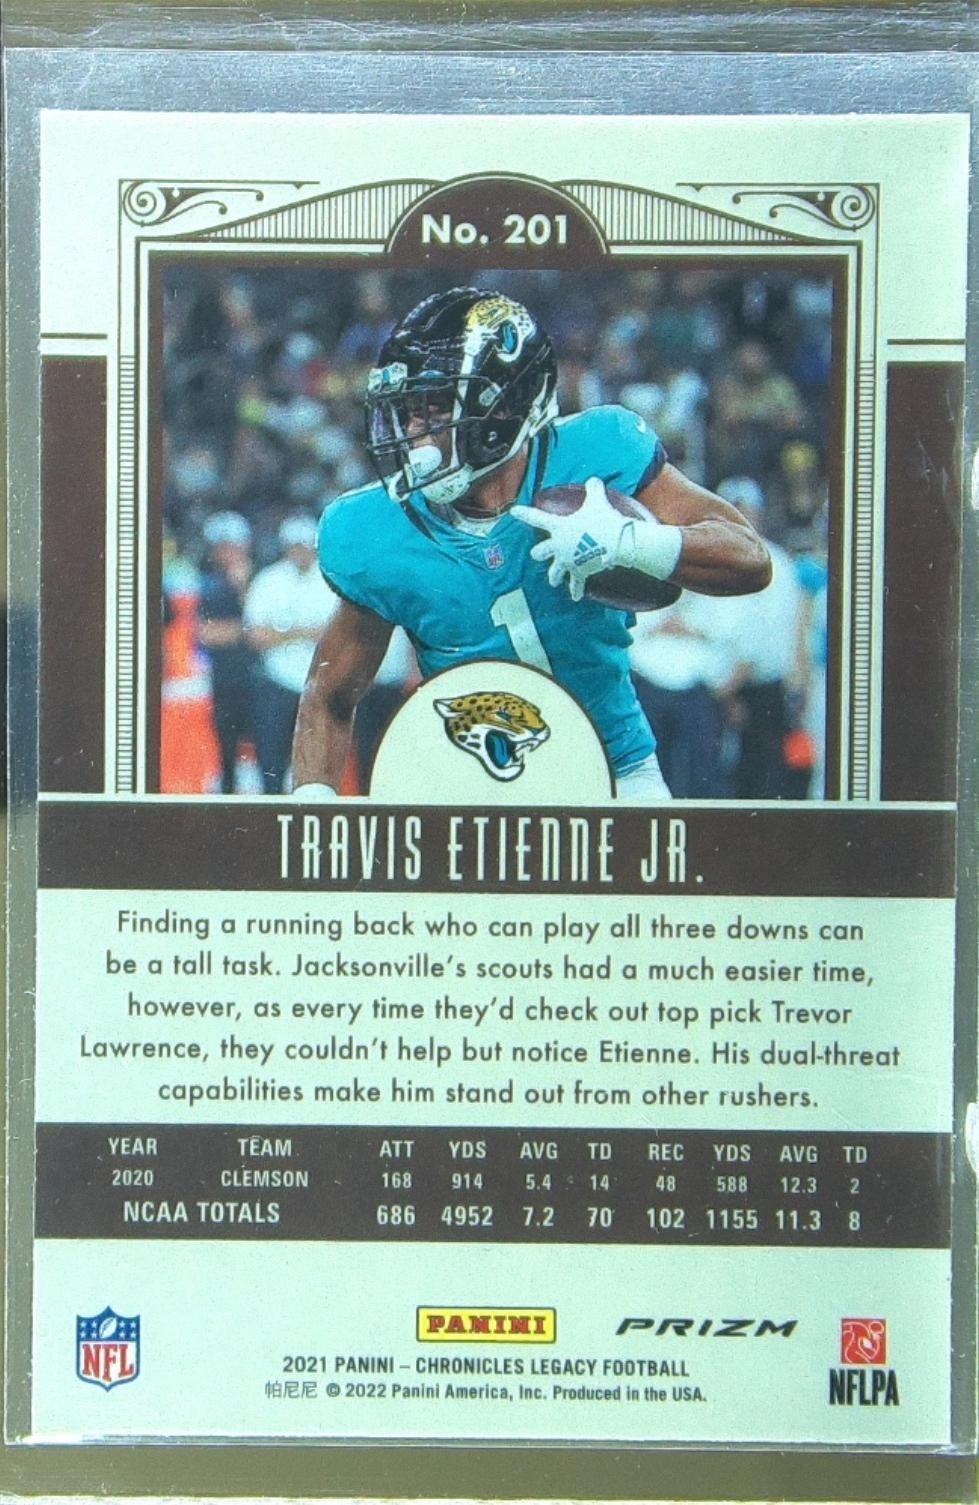 No. 201
1
adidas
TRAVIS ETIENNE JR.
Finding a running back who can play all three downs can
be a tall task. Jacksonville's scouts had a much easier time,
however, as every time they'd check out top pick Trevor
Lawrence, they couldn't help but notice Etienne. His dual-threat
capabilities make him stand out from other rushers.
YEAR TEAM ATT YDS AVG TD REC YDS AVG TD
2020 CLEMSON 168 914 5.4 14 48 588 12.3 2
NCAA TOTALS 686 4952 7.2 70 102 1155 11.3 8
NFL
PANINI
PRIZM
NFLPA
2021 PANINI – CHRONICLES LEGACY FOOTBALL
帕尼尼 © 2022 Panini America, Inc. Produced in the USA.